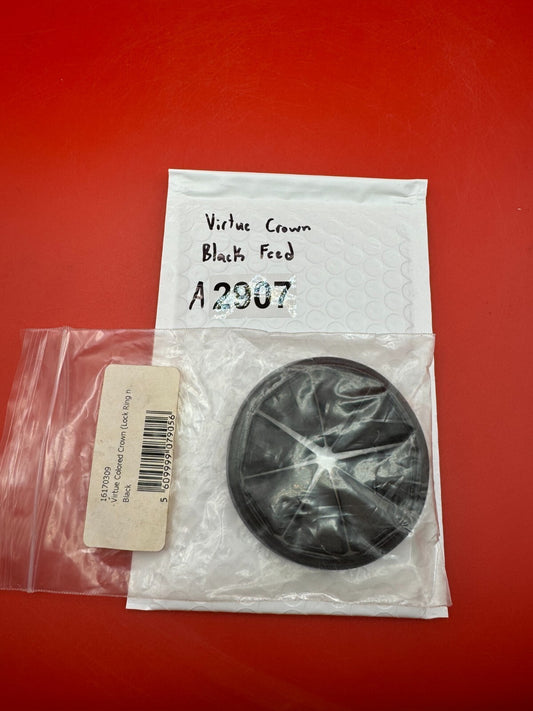 Virtue Crown
Black Feed
A2907
16170309
Virtue Colored Crown (Lock Ring n
Black
5 609999 079056